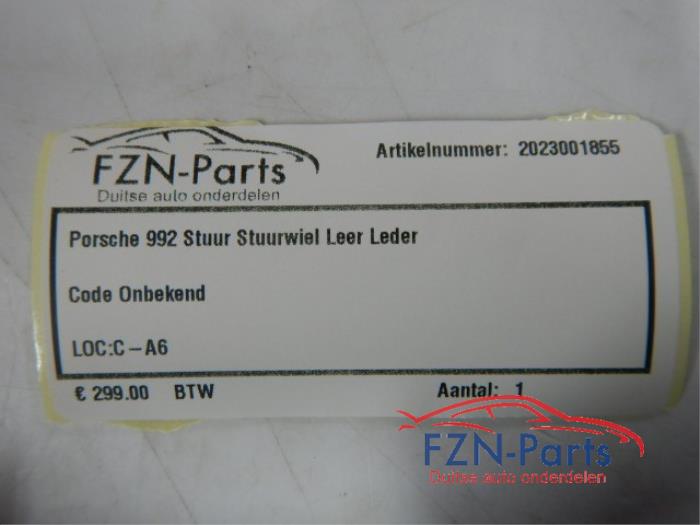 FZN-Parts
Duitse auto onderdelen
Artikelnummer: 2023001855
Porsche 992 Stuur Stuurwiel Leer Leder
Code Onbekend
LOC:C-A6
€ 299.00 BTW
Aantal: 1
FZN-Parts
Duitse auto onderdelen